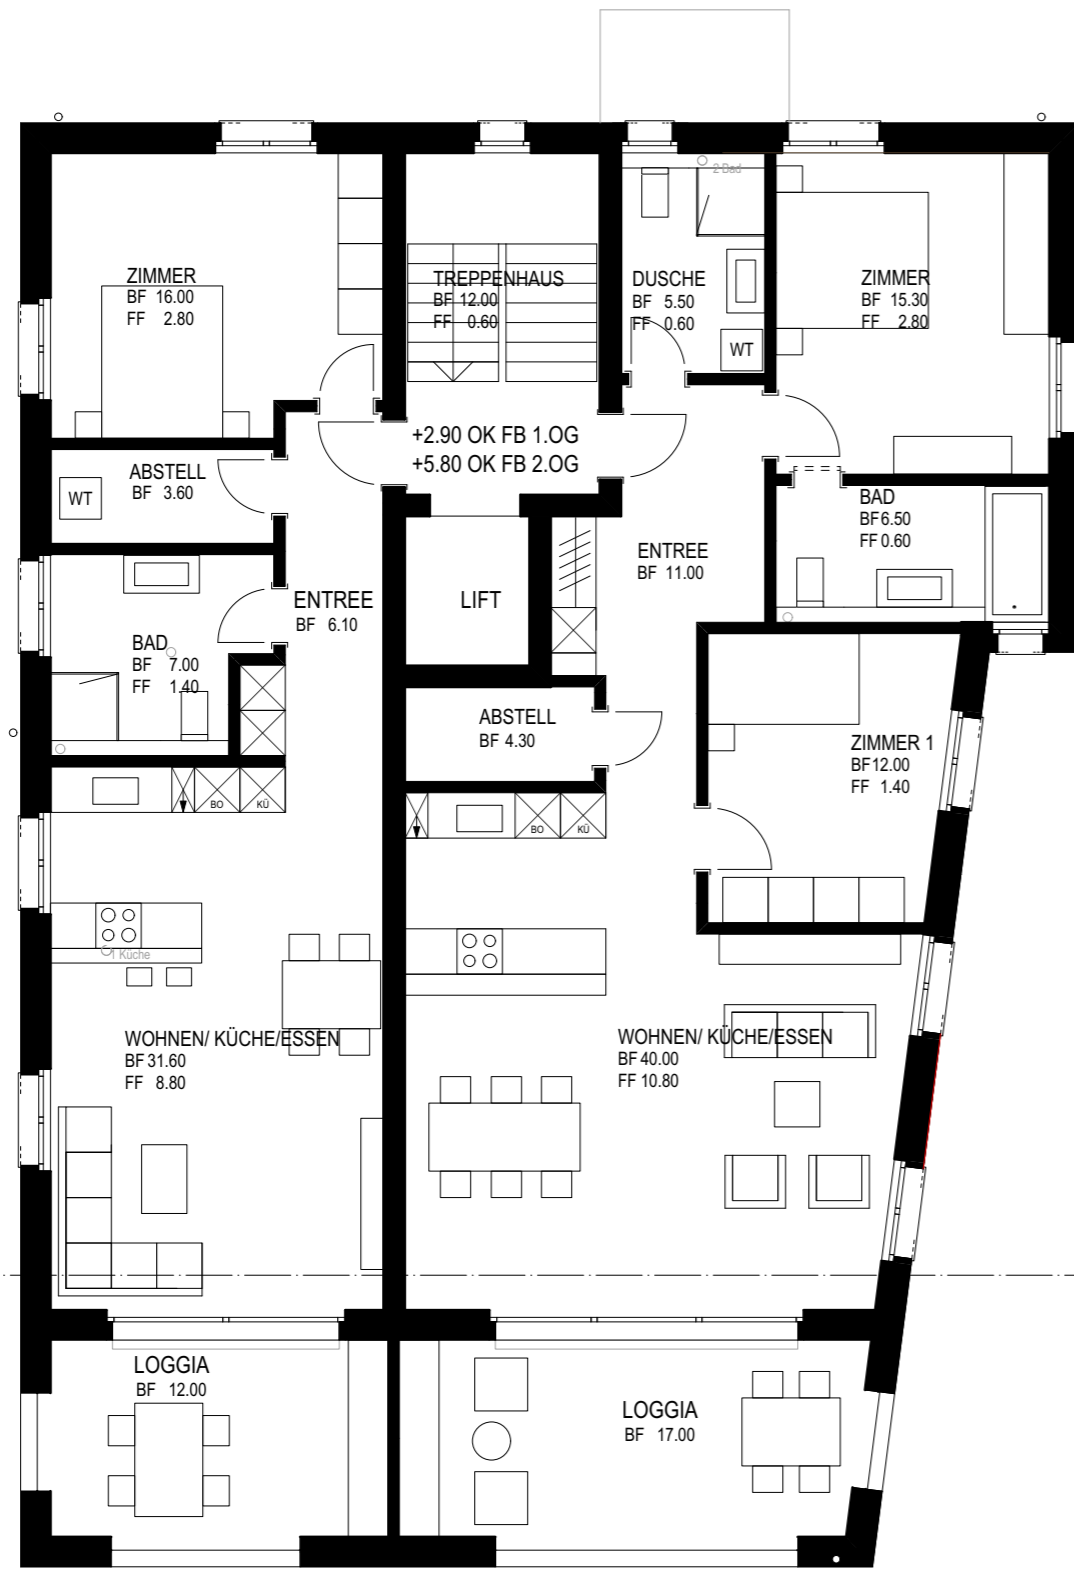 2 Bad
ZIMMER
BF 16.00
FF 2.80
TREPPENHAUS
BF 12.00
FF 0.60
DUSCHE
BF 5.50
FF 0.60
WT
ZIMMER
BF 15.30
FF 2.80
+2.90 OK FB 1.OG
+5.80 OK FB 2.OG
ABSTELL
BF 3.60
WT
BAD
BF 6.50
FF 0.60
ENTREE
BF 11.00
ENTREE
BF 6.10
LIFT
BAD
BF 7.00
FF 1.40
ABSTELL
BF 4.30
ZIMMER 1
BF 12.00
FF 1.40
BO
KÜ
BO
KÜ
1 Küche
WOHNEN/ KÜCHE/ESSEN
BF 31.60
FF 8.80
WOHNEN/ KÜCHE/ESSEN
BF 40.00
FF 10.80
LOGGIA
BF 12.00
LOGGIA
BF 17.00